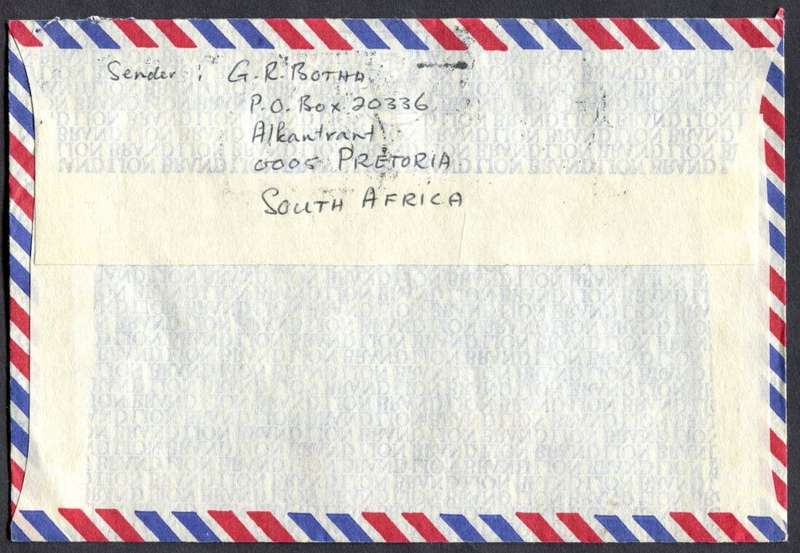 Sender : G.R. BOTHA
P.O. Box 20336
Alkantrant
0005 PRETORIA
SOUTH AFRICA